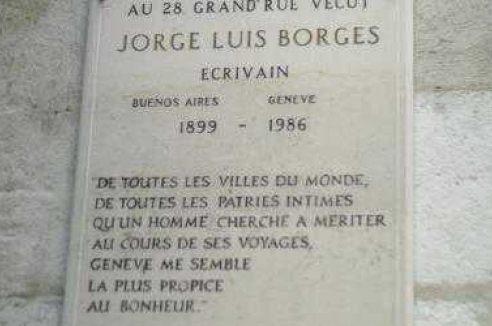 AU 28 GRAND'RUE VECUT
JORGE LUIS BORGES
ECRIVAIN
BUENOS AIRES GENEVE
1899 - 1986
"DE TOUTES LES VILLES DU MONDE,
DE TOUTES LES PATRIES INTIMES
QU'UN HOMME CHERCHE A MERITER
AU COURS DE SES VOYAGES,
GENEVE ME SEMBLE
LA PLUS PROPICE
AU BONHEUR."